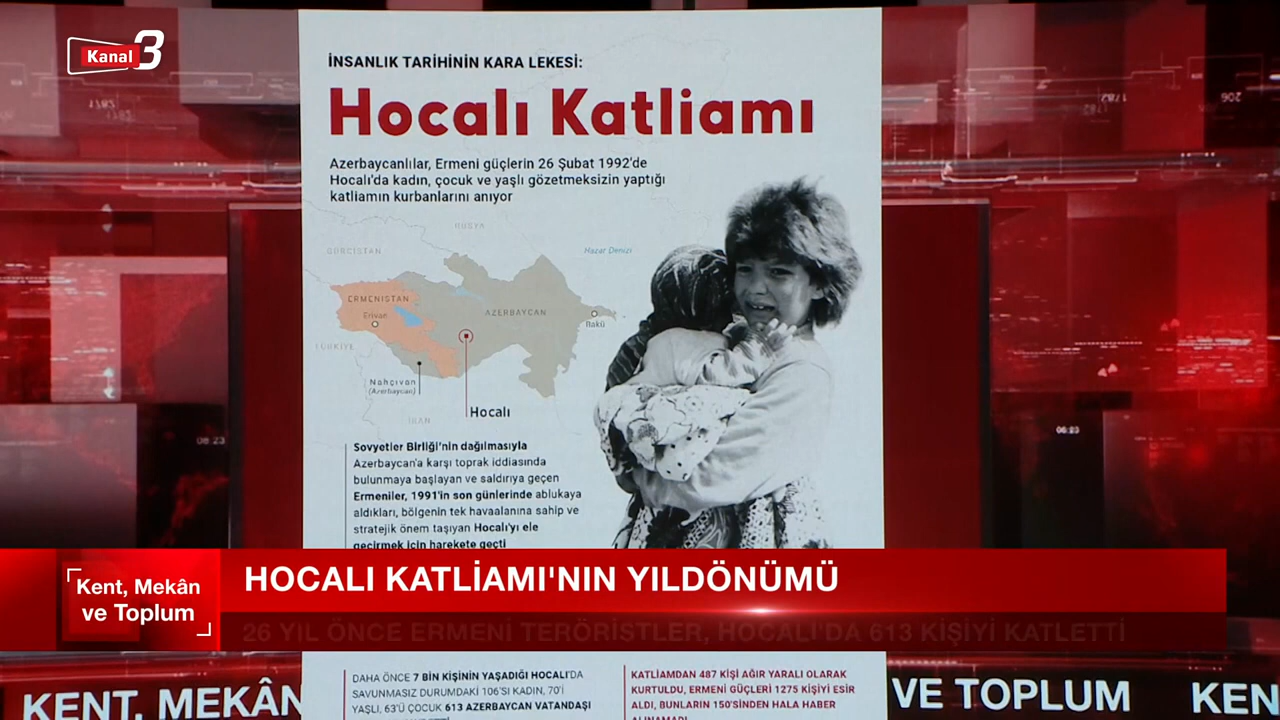 Kanal 3
İNSANLIK TARİHİNİN KARA LEKESİ:
Hocalı Katliamı
Azerbaycanlılar, Ermeni güçlerin 26 Şubat 1992'de
Hocalı'da kadın, çocuk ve yaşlı gözetmeksizin yaptığı
katliamın kurbanlarını anıyor
RUSYA
GÜRCİSTAN
Hazar Denizi
ERMENİSTAN
Erivan
AZERBAYCAN
Bakü
TÜRKİYE
Nahçıvan
(Azerbaycan)
Hocalı
İRAN
Sovyetler Birliği'nin dağılmasıyla
Azerbaycan'a karşı toprak iddiasında
bulunmaya başlayan ve saldırıya geçen
Ermeniler, 1991'in son günlerinde ablukaya
aldıkları, bölgenin tek havaalanına sahip ve
stratejik önem taşıyan Hocalı'yı ele
geçirmek için harekete geçti
08:23
06:23
Kent, Mekân
ve Toplum
HOCALI KATLİAMI'NIN YILDÖNÜMÜ
26 YIL ÖNCE ERMENİ TERÖRİSTLER, HOCALI'DA 613 KİŞİYİ KATLETTİ
DAHA ÖNCE 7 BİN KİŞİNİN YAŞADIĞI HOCALI'DA
SAVUNMASIZ DURUMDAKİ 106'SI KADIN, 70'İ
YAŞLI, 63'Ü ÇOCUK 613 AZERBAYCAN VATANDAŞI
KATLİAMDAN 487 KİŞİ AĞIR YARALI OLARAK
KURTULDU, ERMENİ GÜÇLERİ 1275 KİŞİYİ ESİR
ALDI, BUNLARIN 150'SİNDEN HALA HABER
ALINAMADI
KENT, MEKÂN
VE TOPLUM
KEN